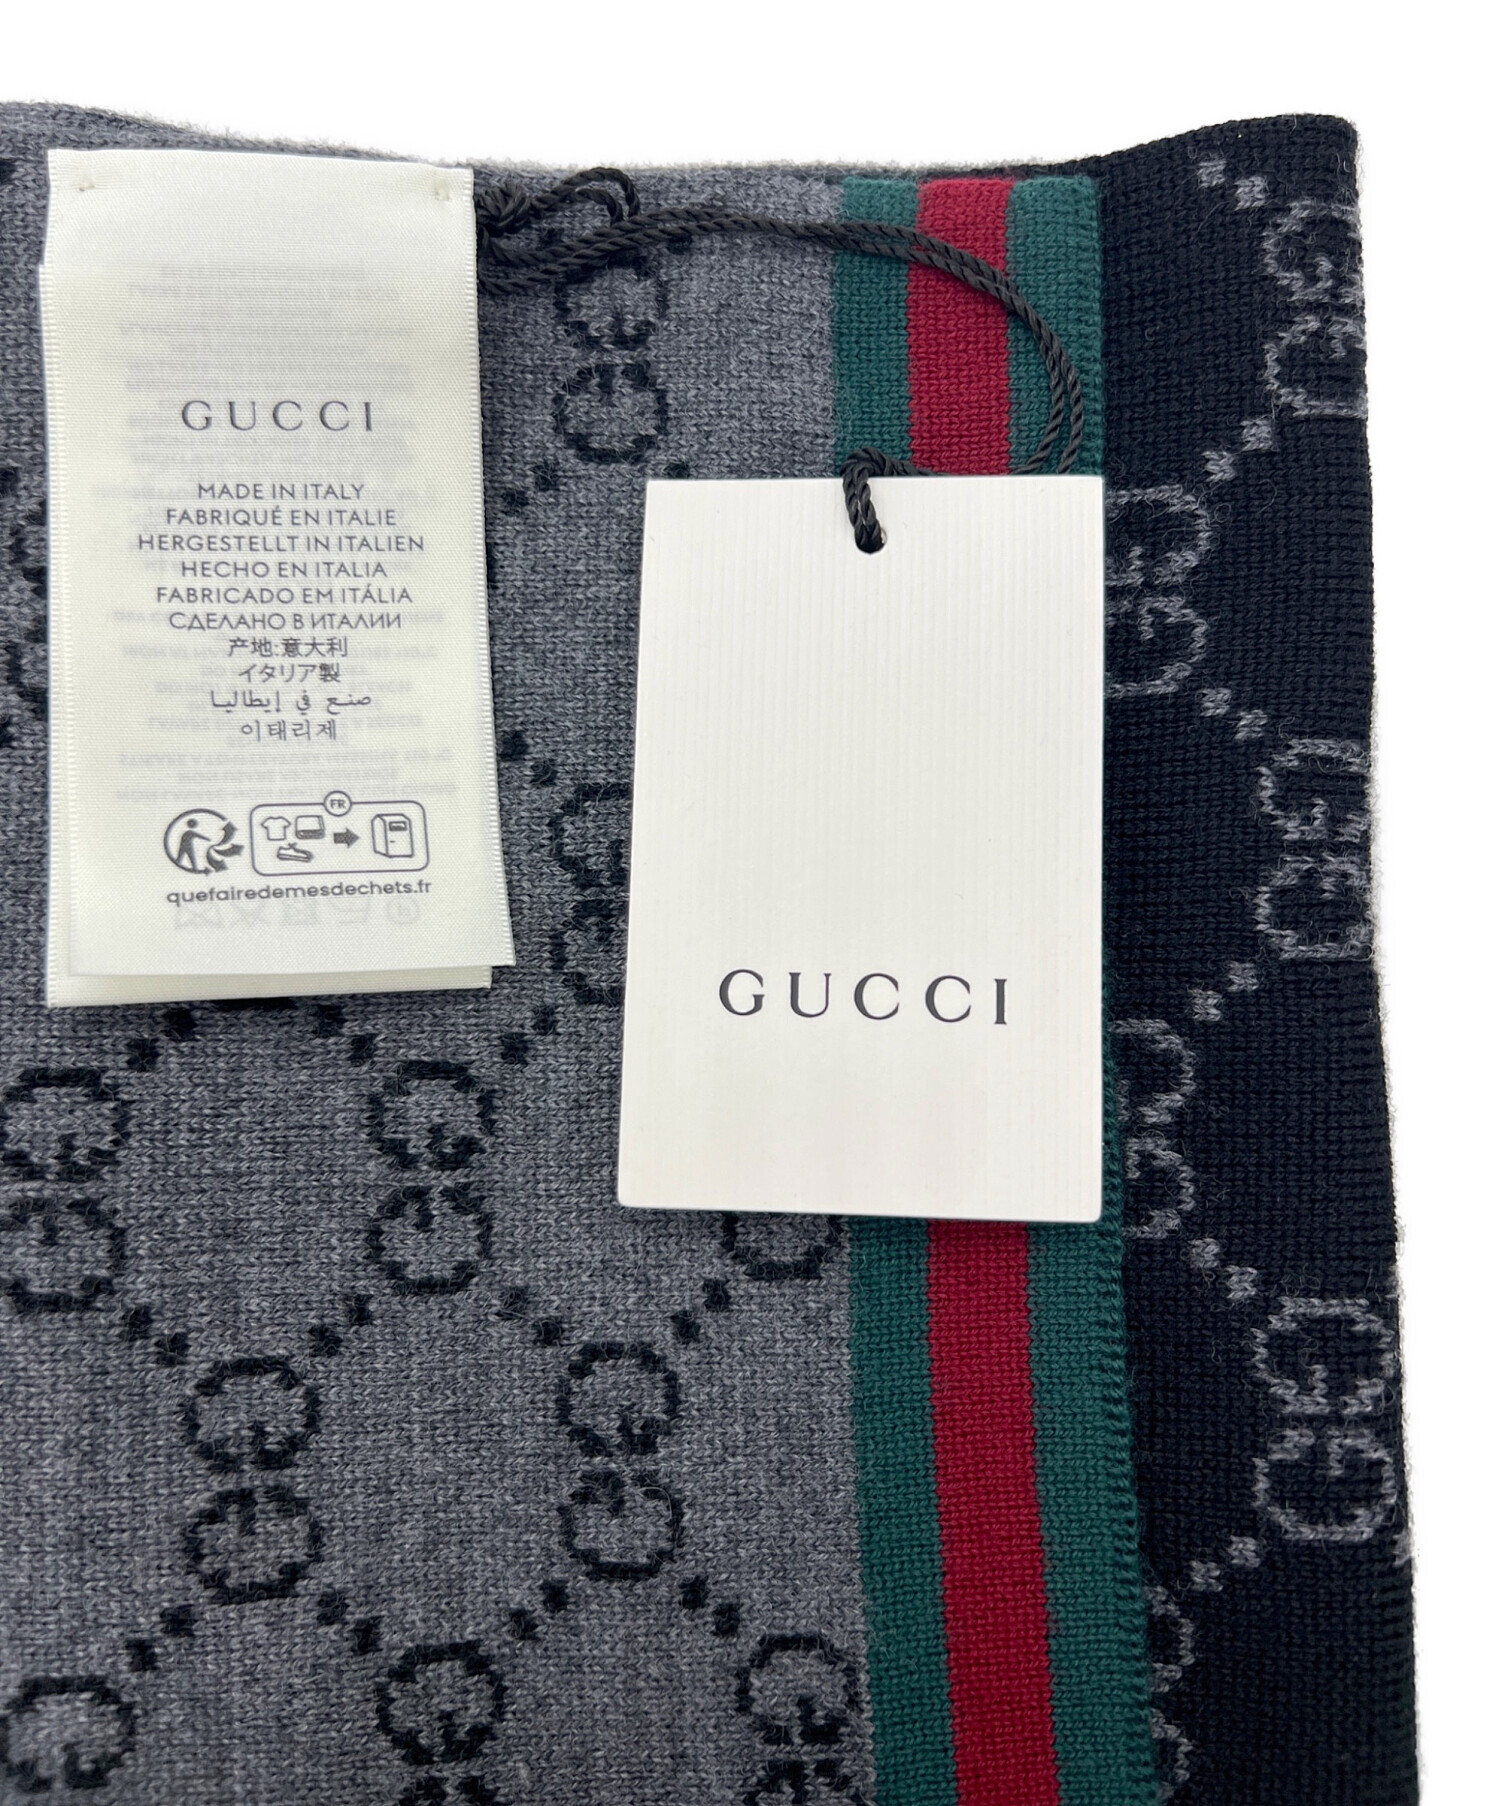 GUCCI
MADE IN ITALY
FABRIQUÉ EN ITALIE
HERGESTELLT IN ITALIEN
HECHO EN ITALIA
FABRICADO EM ITÁLIA
СДЕЛАНО В ИТАЛИИ
产地:意大利
イタリア製
صنع في إيطاليا
이태리제
FR
quefairedemesdechets.fr
GUCCI